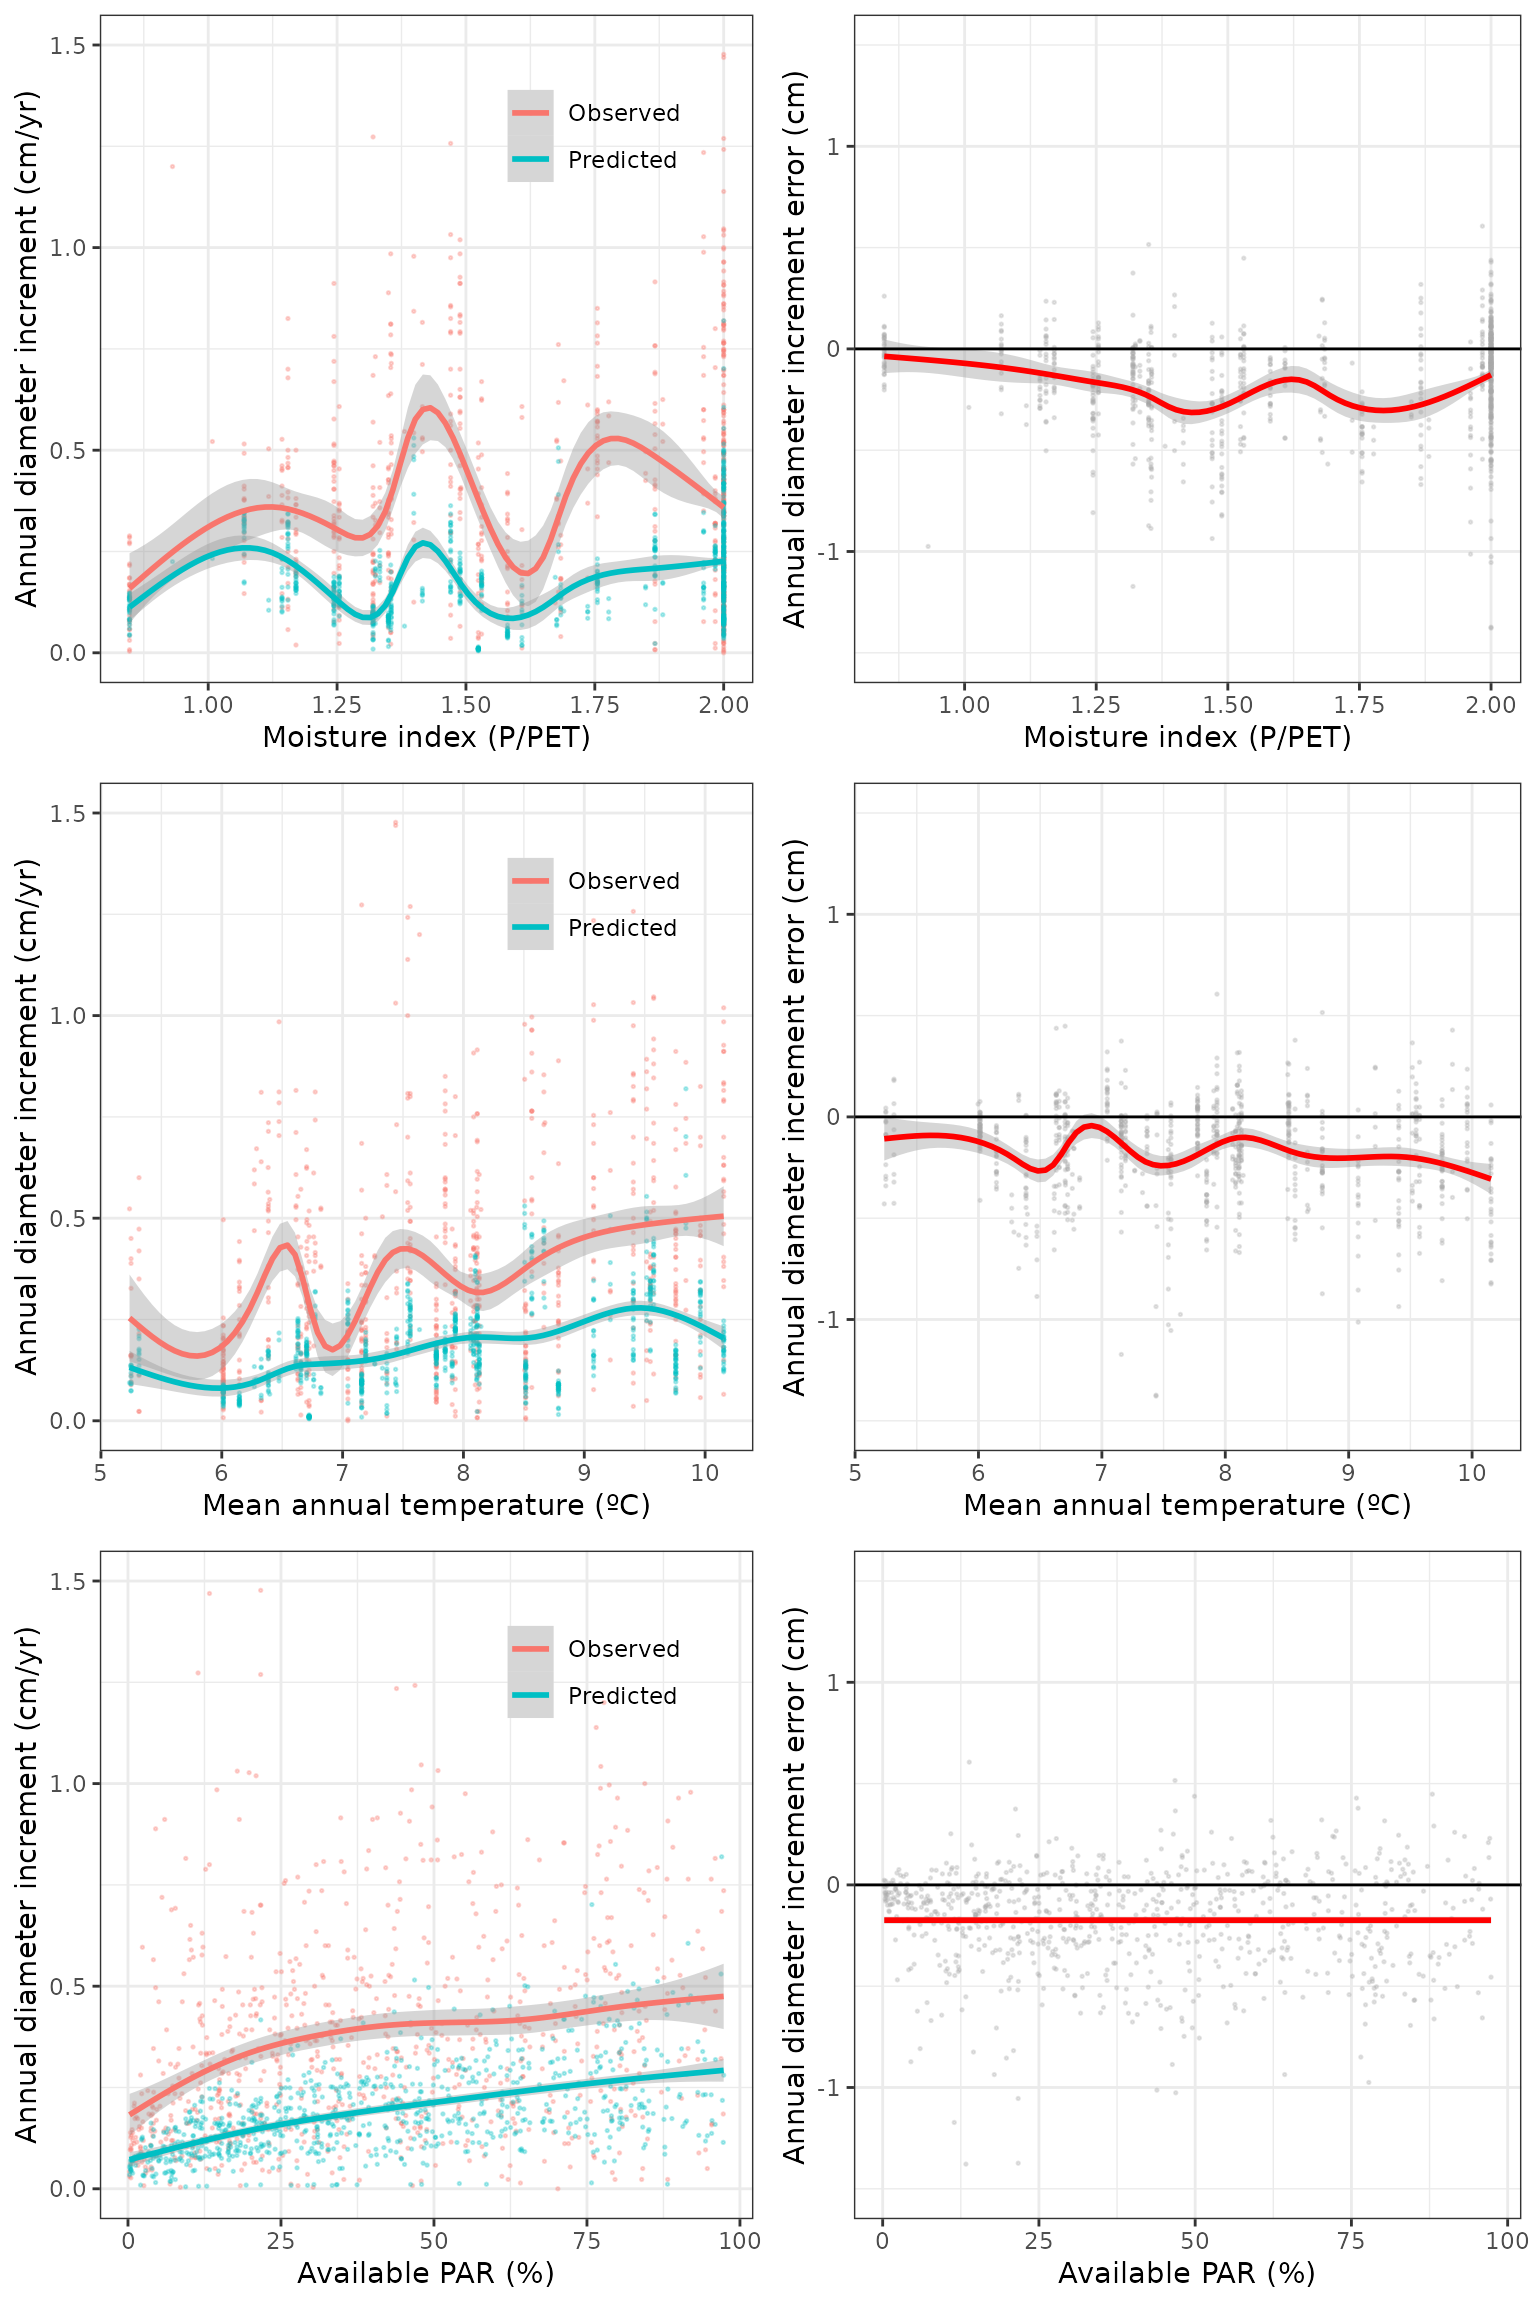 Annual diameter increment (cm/yr)
1.5
1.0
0.5
0.0
Observed
Predicted
1.00 1.25 1.50 1.75 2.00
Moisture index (P/PET)
Annual diameter increment error (cm)
1
0
-1
1.00 1.25 1.50 1.75 2.00
Moisture index (P/PET)
Annual diameter increment (cm/yr)
1.5
1.0
0.5
0.0
Observed
Predicted
5 6 7 8 9 10
Mean annual temperature (ºC)
Annual diameter increment error (cm)
1
0
-1
5 6 7 8 9 10
Mean annual temperature (ºC)
Annual diameter increment (cm/yr)
1.5
1.0
0.5
0.0
Observed
Predicted
0 25 50 75 100
Available PAR (%)
Annual diameter increment error (cm)
1
0
-1
0 25 50 75 100
Available PAR (%)